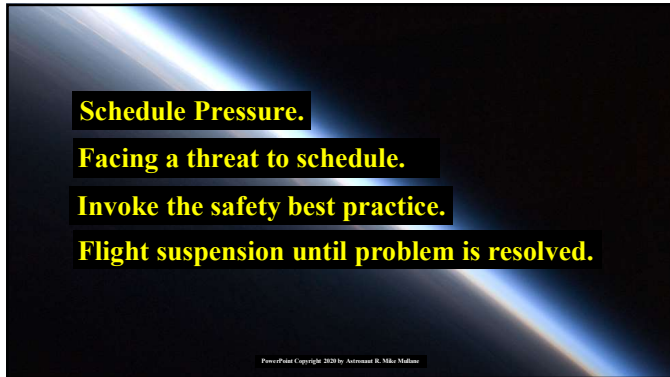 Schedule Pressure.
Facing a threat to schedule.
Invoke the safety best practice.
Flight suspension until problem is resolved.
PowerPoint Copyright 2020 by Astronaut R. Mike Mullane